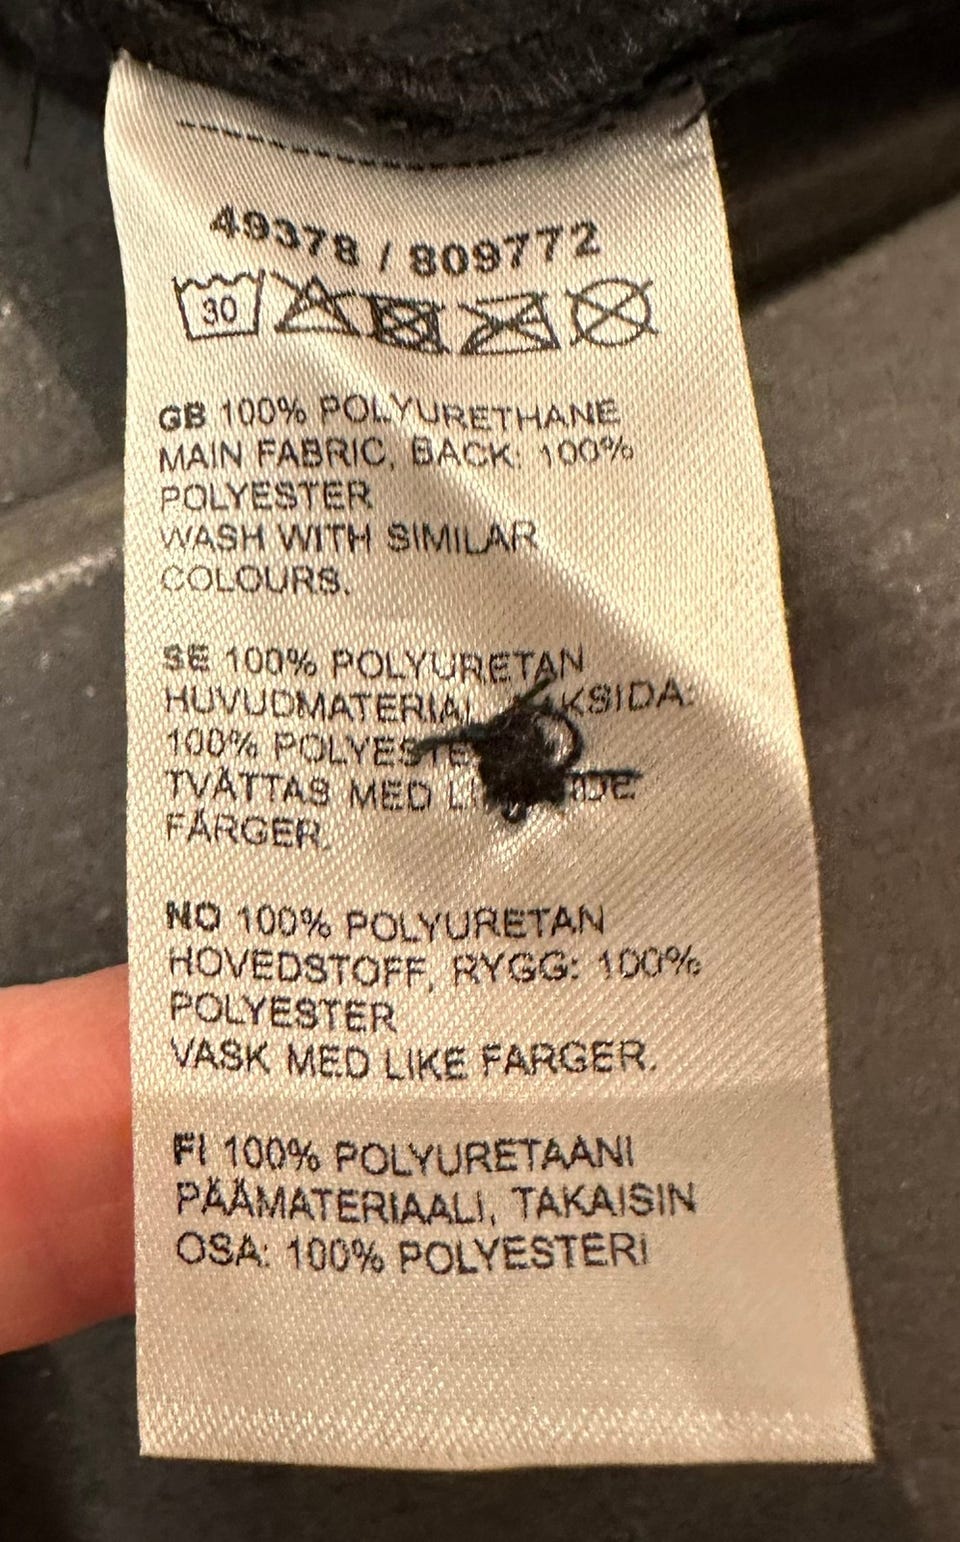 49378 / 809772
30
GB 100% POLYURETHANE
MAIN FABRIC, BACK: 100%
POLYESTER
WASH WITH SIMILAR
COLOURS.
SE 100% POLYURETAN
HUVUDMATERIAL
100%
TVÄTTAS MED
FÄRGER.
NO 100% POLYURETAN
HOVEDSTOFF, RYGG: 100%
POLYESTER
VASK MED LIKE FARGER.
FI 100% POLYURETAANI
PÄÄMATERIAALI, TAKAISIN
OSA: 100% POLYESTERI